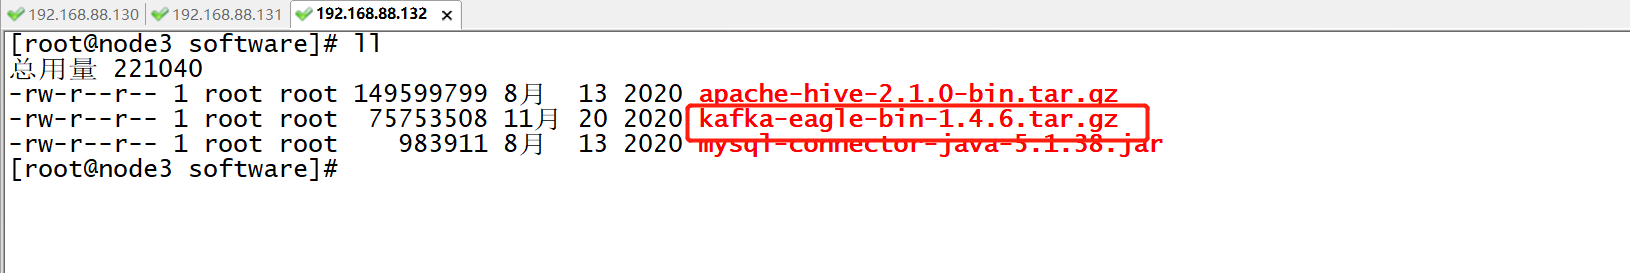 192.168.88.130 192.168.88.131 192.168.88.132
[root@node3 software]# ll
总用量 221040
-rw-r--r-- 1 root root 149599799 8月  13 2020 apache-hive-2.1.0-bin.tar.gz
-rw-r--r-- 1 root root  75753508 11月 20 2020 kafka-eagle-bin-1.4.6.tar.gz
-rw-r--r-- 1 root root    983911 8月  13 2020 mysql-connector-java-5.1.38.jar
[root@node3 software]#